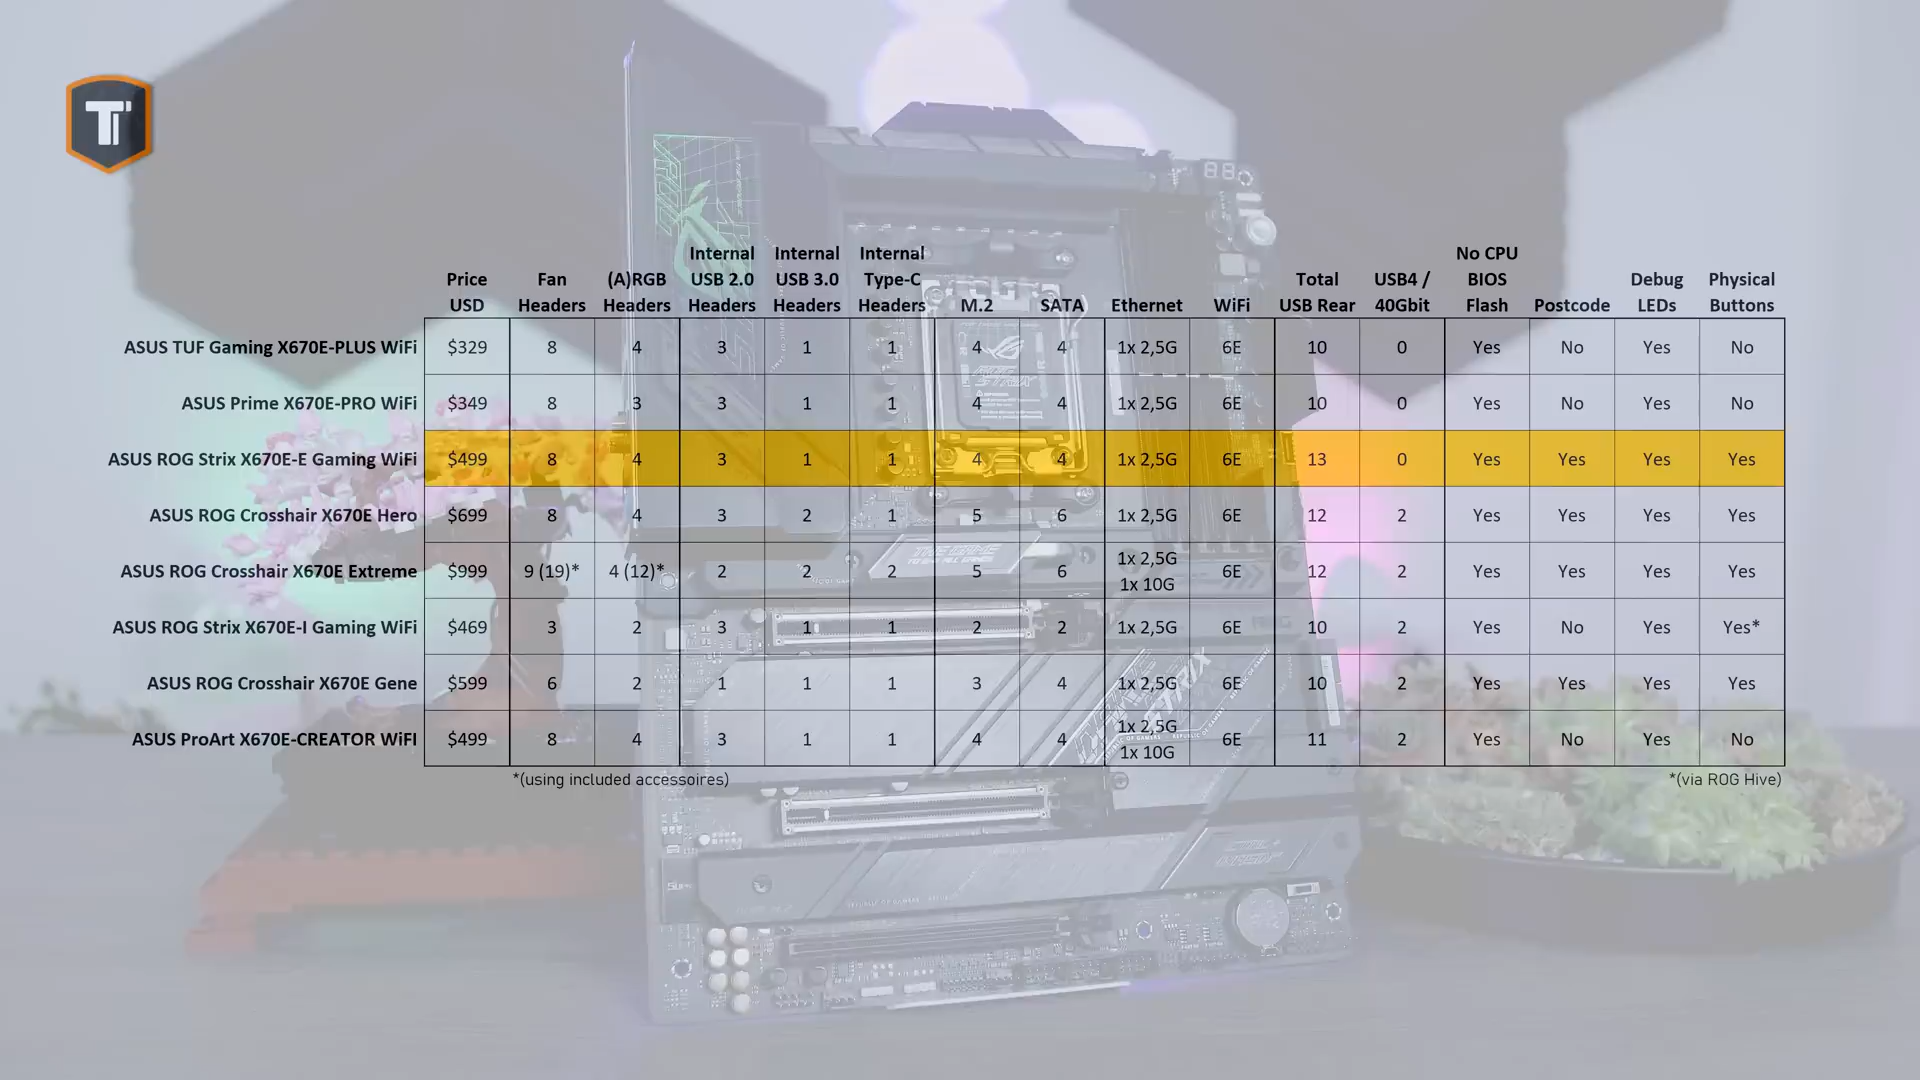 Price USD | Fan Headers | (A)RGB Headers | Internal USB 2.0 Headers | Internal USB 3.0 Headers | Internal Type-C Headers | M.2 | SATA | Ethernet | WiFi | Total USB Rear | USB4 / 40Gbit | No CPU BIOS Flash | Postcode | Debug LEDs | Physical Buttons
ASUS TUF Gaming X670E-PLUS WiFi | $329 | 8 | 4 | 3 | 1 | 1 | 4 | 4 | 1x 2,5G | 6E | 10 | 0 | Yes | No | Yes | No
ASUS Prime X670E-PRO WiFi | $349 | 8 | 3 | 3 | 1 | 1 | 4 | 4 | 1x 2,5G | 6E | 10 | 0 | Yes | No | Yes | No
ASUS ROG Strix X670E-E Gaming WiFi | $499 | 8 | 4 | 3 | 1 | 1 | 4 | 4 | 1x 2,5G | 6E | 13 | 0 | Yes | Yes | Yes | Yes
ASUS ROG Crosshair X670E Hero | $699 | 8 | 4 | 3 | 2 | 1 | 5 | 6 | 1x 2,5G | 6E | 12 | 2 | Yes | Yes | Yes | Yes
ASUS ROG Crosshair X670E Extreme | $999 | 9 (19)* | 4 (12)* | 2 | 2 | 2 | 5 | 6 | 1x 2,5G 1x 10G | 6E | 12 | 2 | Yes | Yes | Yes | Yes
ASUS ROG Strix X670E-I Gaming WiFi | $469 | 3 | 2 | 3 | 1 | 1 | 2 | 2 | 1x 2,5G | 6E | 10 | 2 | Yes | No | Yes | Yes*
ASUS ROG Crosshair X670E Gene | $599 | 6 | 2 | 1 | 1 | 1 | 3 | 4 | 1x 2,5G | 6E | 10 | 2 | Yes | Yes | Yes | Yes
ASUS ProArt X670E-CREATOR WiFI | $499 | 8 | 4 | 3 | 1 | 1 | 4 | 4 | 1x 2,5G 1x 10G | 6E | 11 | 2 | Yes | No | Yes | No
*(using included accessoires)
*(via ROG Hive)